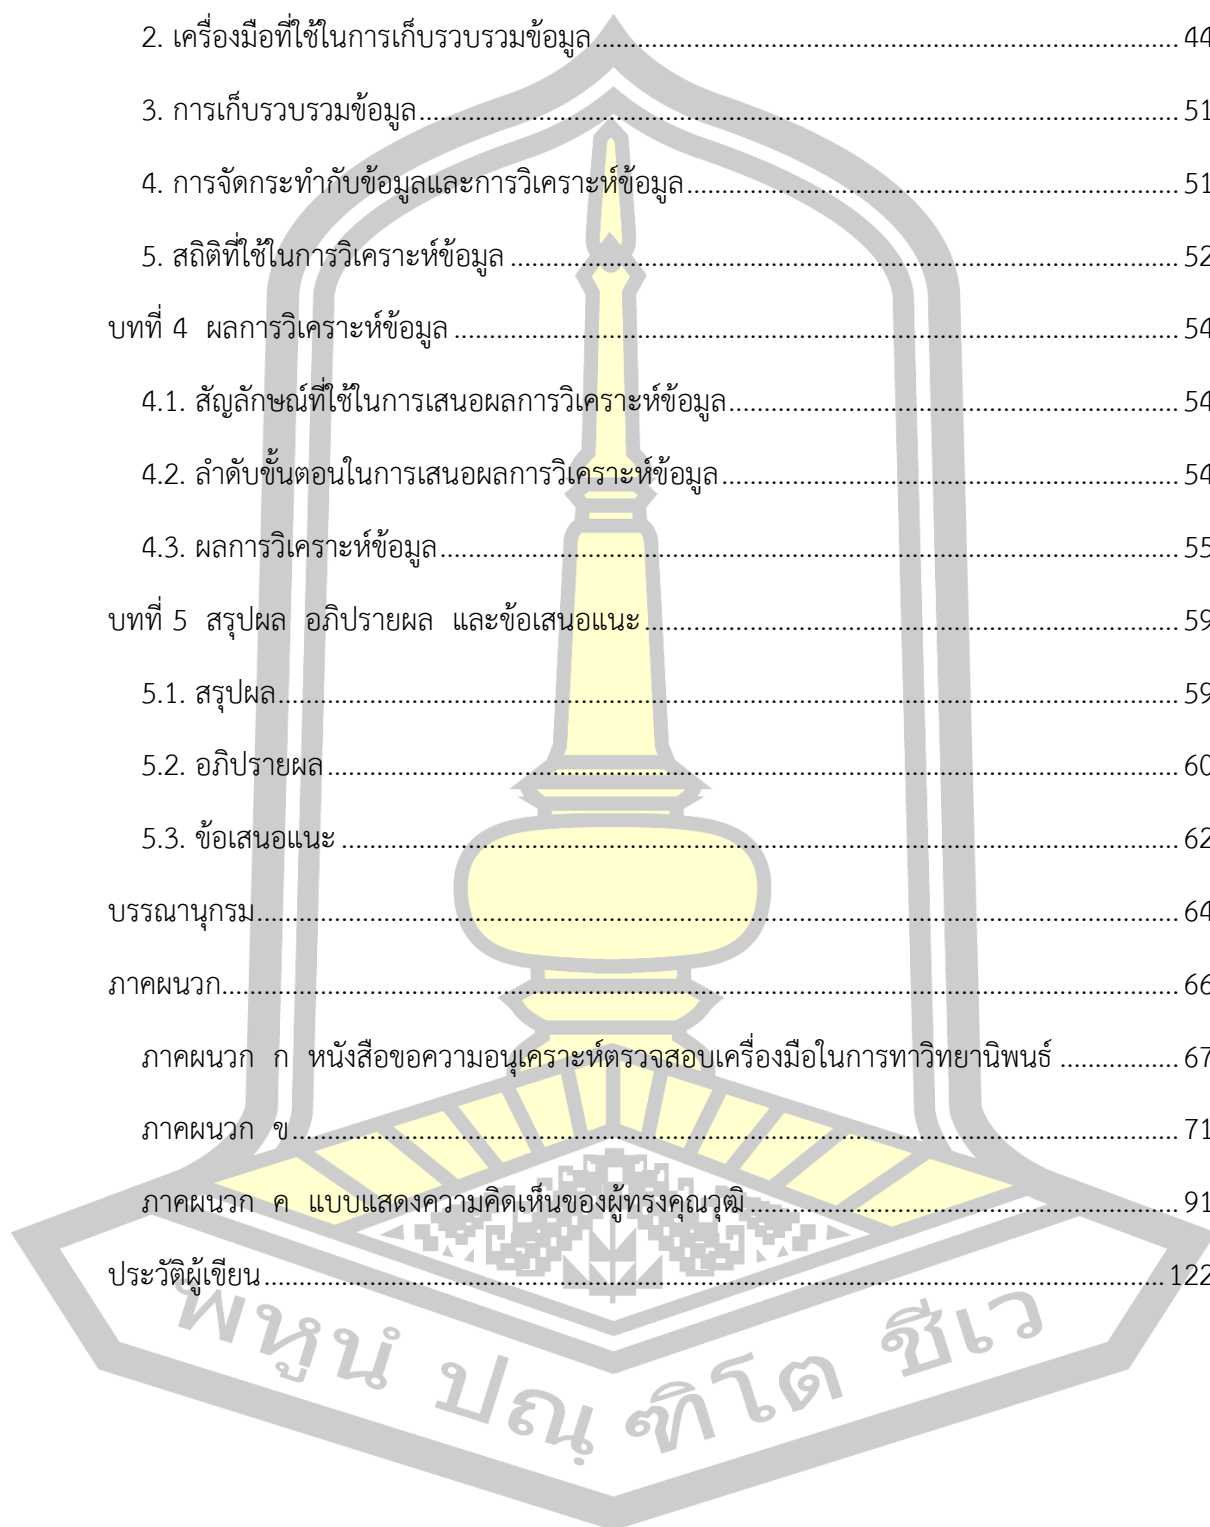 2. เครื่องมือที่ใช้ในการเก็บรวบรวมข้อมูล ........ 44
3. การเก็บรวบรวมข้อมูล ........ 51
4. การจัดกระทำกับข้อมูลและการวิเคราะห์ข้อมูล ........ 51
5. สถิติที่ใช้ในการวิเคราะห์ข้อมูล ........ 52
บทที่ 4 ผลการวิเคราะห์ข้อมูล ........ 54
4.1. สัญลักษณ์ที่ใช้ในการเสนอผลการวิเคราะห์ข้อมูล ........ 54
4.2. ลำดับขั้นตอนในการเสนอผลการวิเคราะห์ข้อมูล ........ 54
4.3. ผลการวิเคราะห์ข้อมูล ........ 55
บทที่ 5 สรุปผล อภิปรายผล และข้อเสนอแนะ ........ 59
5.1. สรุปผล ........ 59
5.2. อภิปรายผล ........ 60
5.3. ข้อเสนอแนะ ........ 62
บรรณานุกรม ........ 64
ภาคผนวก ........ 66
ภาคผนวก ก หนังสือขอความอนุเคราะห์ตรวจสอบเครื่องมือในการทาวิทยานิพนธ์ ........ 67
ภาคผนวก ข ........ 71
ภาคผนวก ค แบบแสดงความคิดเห็นของผู้ทรงคุณวุฒิ ........ 91
ประวัติผู้เขียน ........ 122
พหูนํ ปณฺฑิโต ชีเว